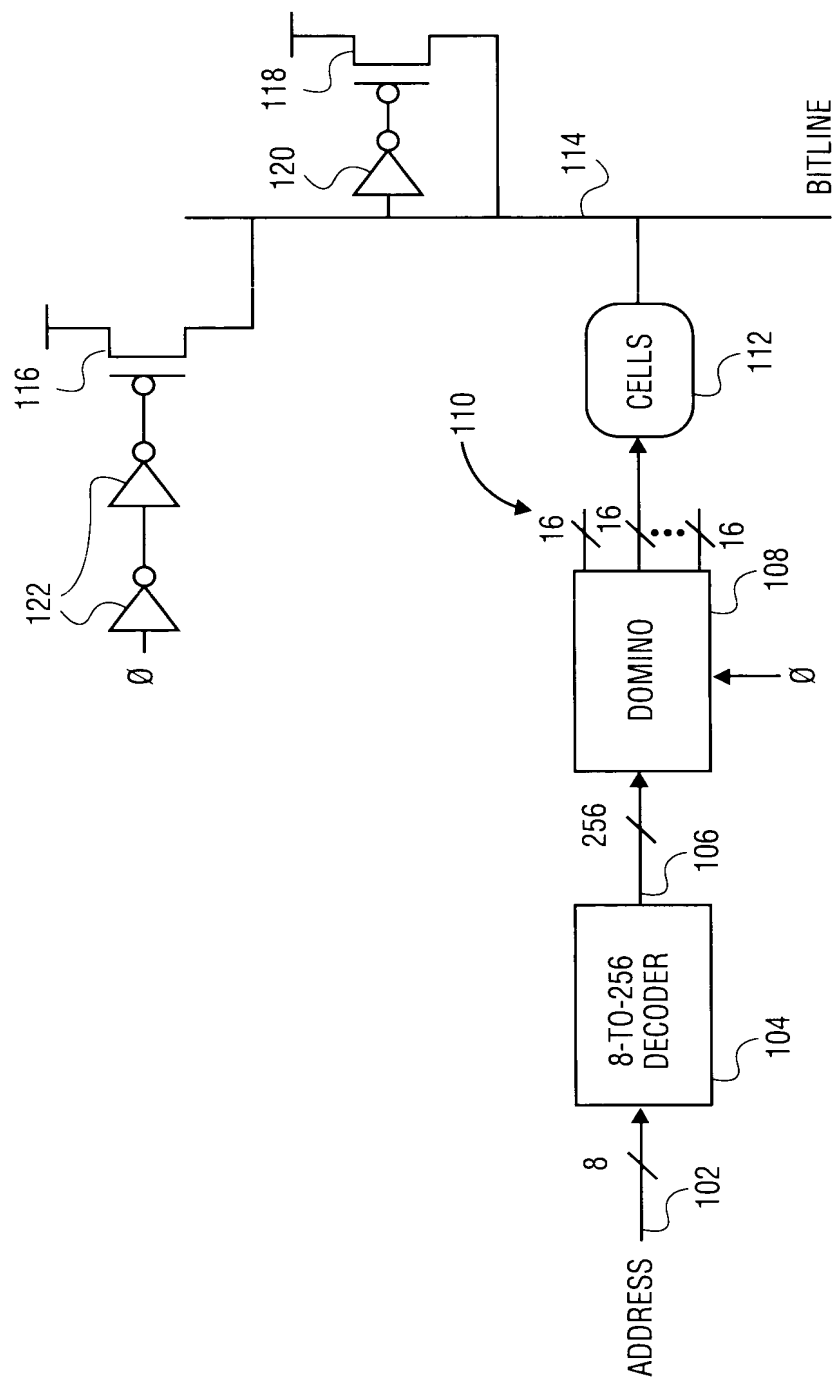 ADDRESS
102
8
8-TO-256
DECODER
104
106
256
DOMINO
108
Ø
110
16
16
16
CELLS
112
114
BITLINE
Ø
122
116
118
120